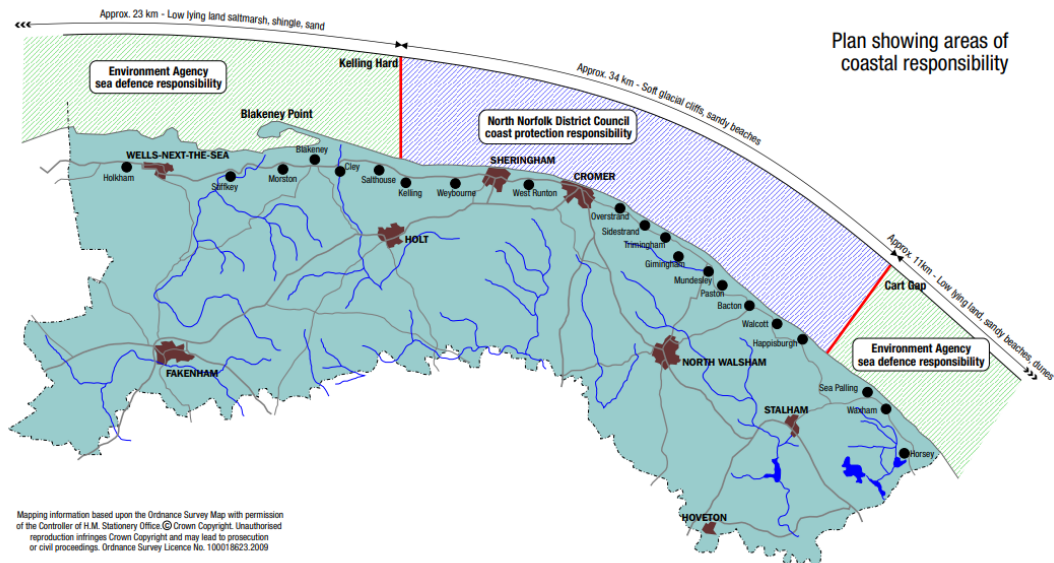 Approx. 23 km - Low lying land saltmarsh, shingle, sand
Plan showing areas of
coastal responsibility
Kelling Hard
Approx. 34 km - Soft glacial cliffs, sandy beaches
Environment Agency
sea defence responsibility
Blakeney Point
North Norfolk District Council
coast protection responsibility
WELLS-NEXT-THE-SEA
Holkham
Stiffkey
Morston
Blakeney
Cley
Salthouse
Kelling
Weybourne
SHERINGHAM
West Runton
CROMER
Overstrand
Sidestrand
Trimingham
Gimingham
Mundesley
Paston
Bacton
Walcott
Happisburgh
HOLT
Approx. 11km - Low lying land, sandy beaches, dunes
Cart Gap
Environment Agency
sea defence responsibility
FAKENHAM
NORTH WALSHAM
Sea Palling
Waxham
STALHAM
Horsey
HOVETON
Mapping information based upon the Ordnance Survey Map with permission
of the Controller of H.M. Stationery Office.© Crown Copyright. Unauthorised
reproduction infringes Crown Copyright and may lead to prosecution
or civil proceedings. Ordnance Survey Licence No. 100018623.2009